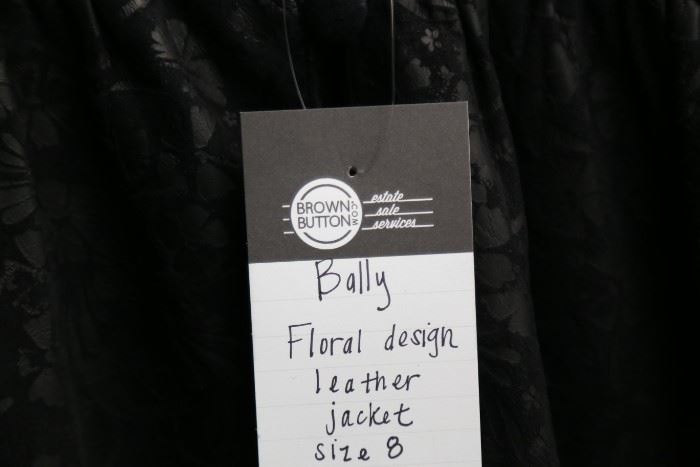 BROWN
BUTTON
.COM
estate
sale
services
Bally
Floral design
leather
jacket
size 8